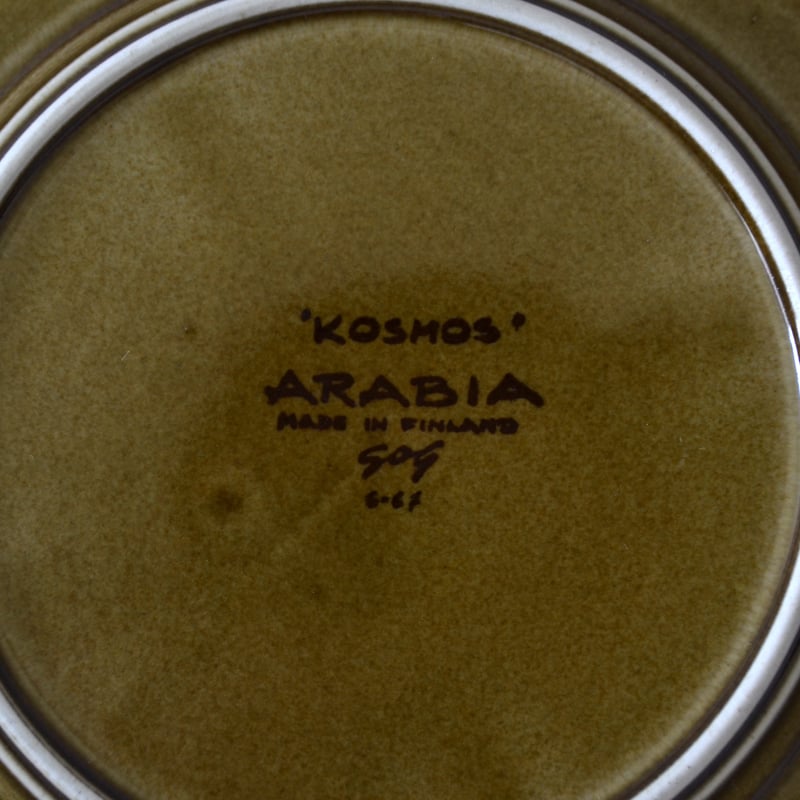 "KOSMOS"
ARABIA
MADE IN FINLAND
GOG
6-67